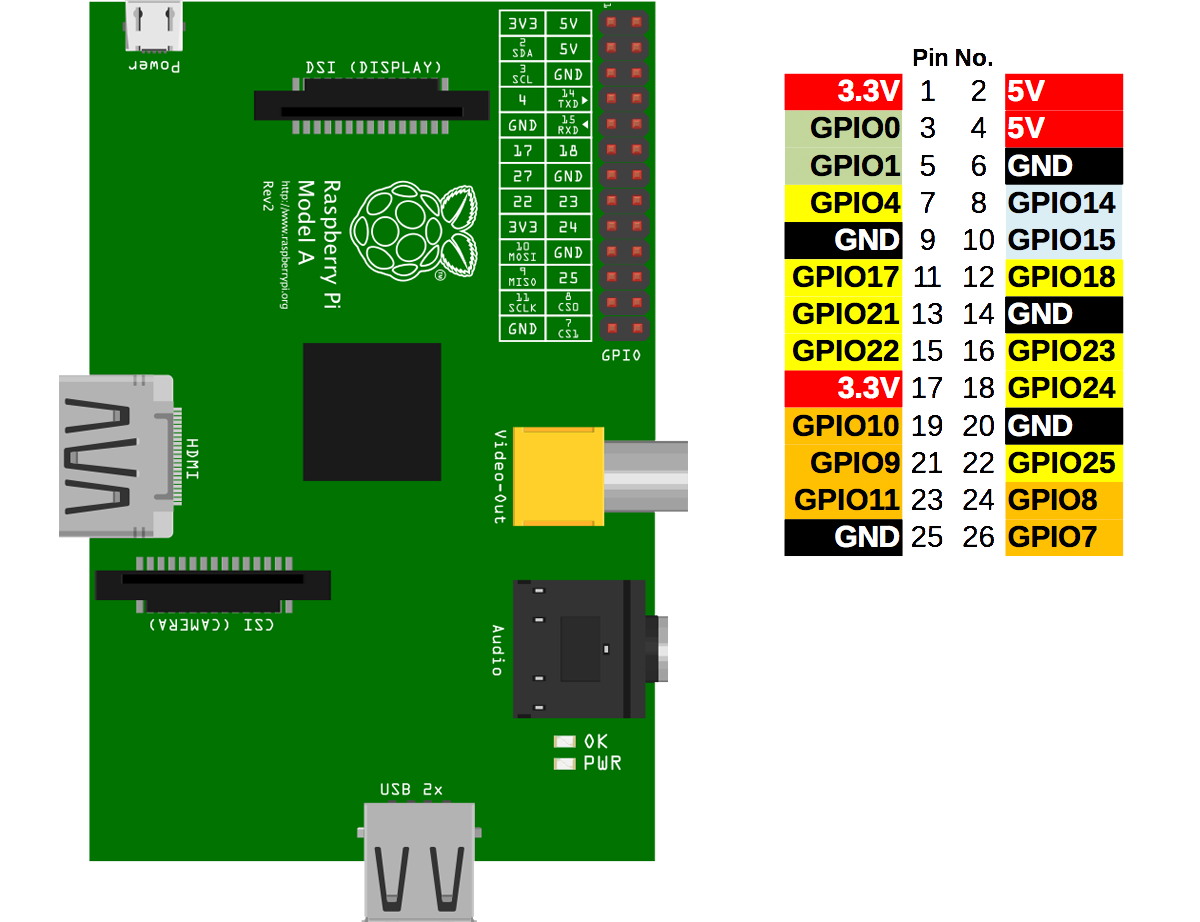 1
3V3 5V
2 SDA 5V
3 SCL GND
4 14 TXD
GND 15 RXD
17 18
27 GND
22 23
3V3 24
10 MOSI GND
9 MISO 25
11 SCLK 8 CS0
GND 7 CS1
GPIO
Power
DSI (DISPLAY)
Raspberry Pi
Model A
http://www.raspberrypi.org
Rev2
HDMI
Video-Out
CSI (CAMERA)
Audio
OK
PWR
USB 2x
Pin No.
3.3V 1 2 5V
GPIO0 3 4 5V
GPIO1 5 6 GND
GPIO4 7 8 GPIO14
GND 9 10 GPIO15
GPIO17 11 12 GPIO18
GPIO21 13 14 GND
GPIO22 15 16 GPIO23
3.3V 17 18 GPIO24
GPIO10 19 20 GND
GPIO9 21 22 GPIO25
GPIO11 23 24 GPIO8
GND 25 26 GPIO7